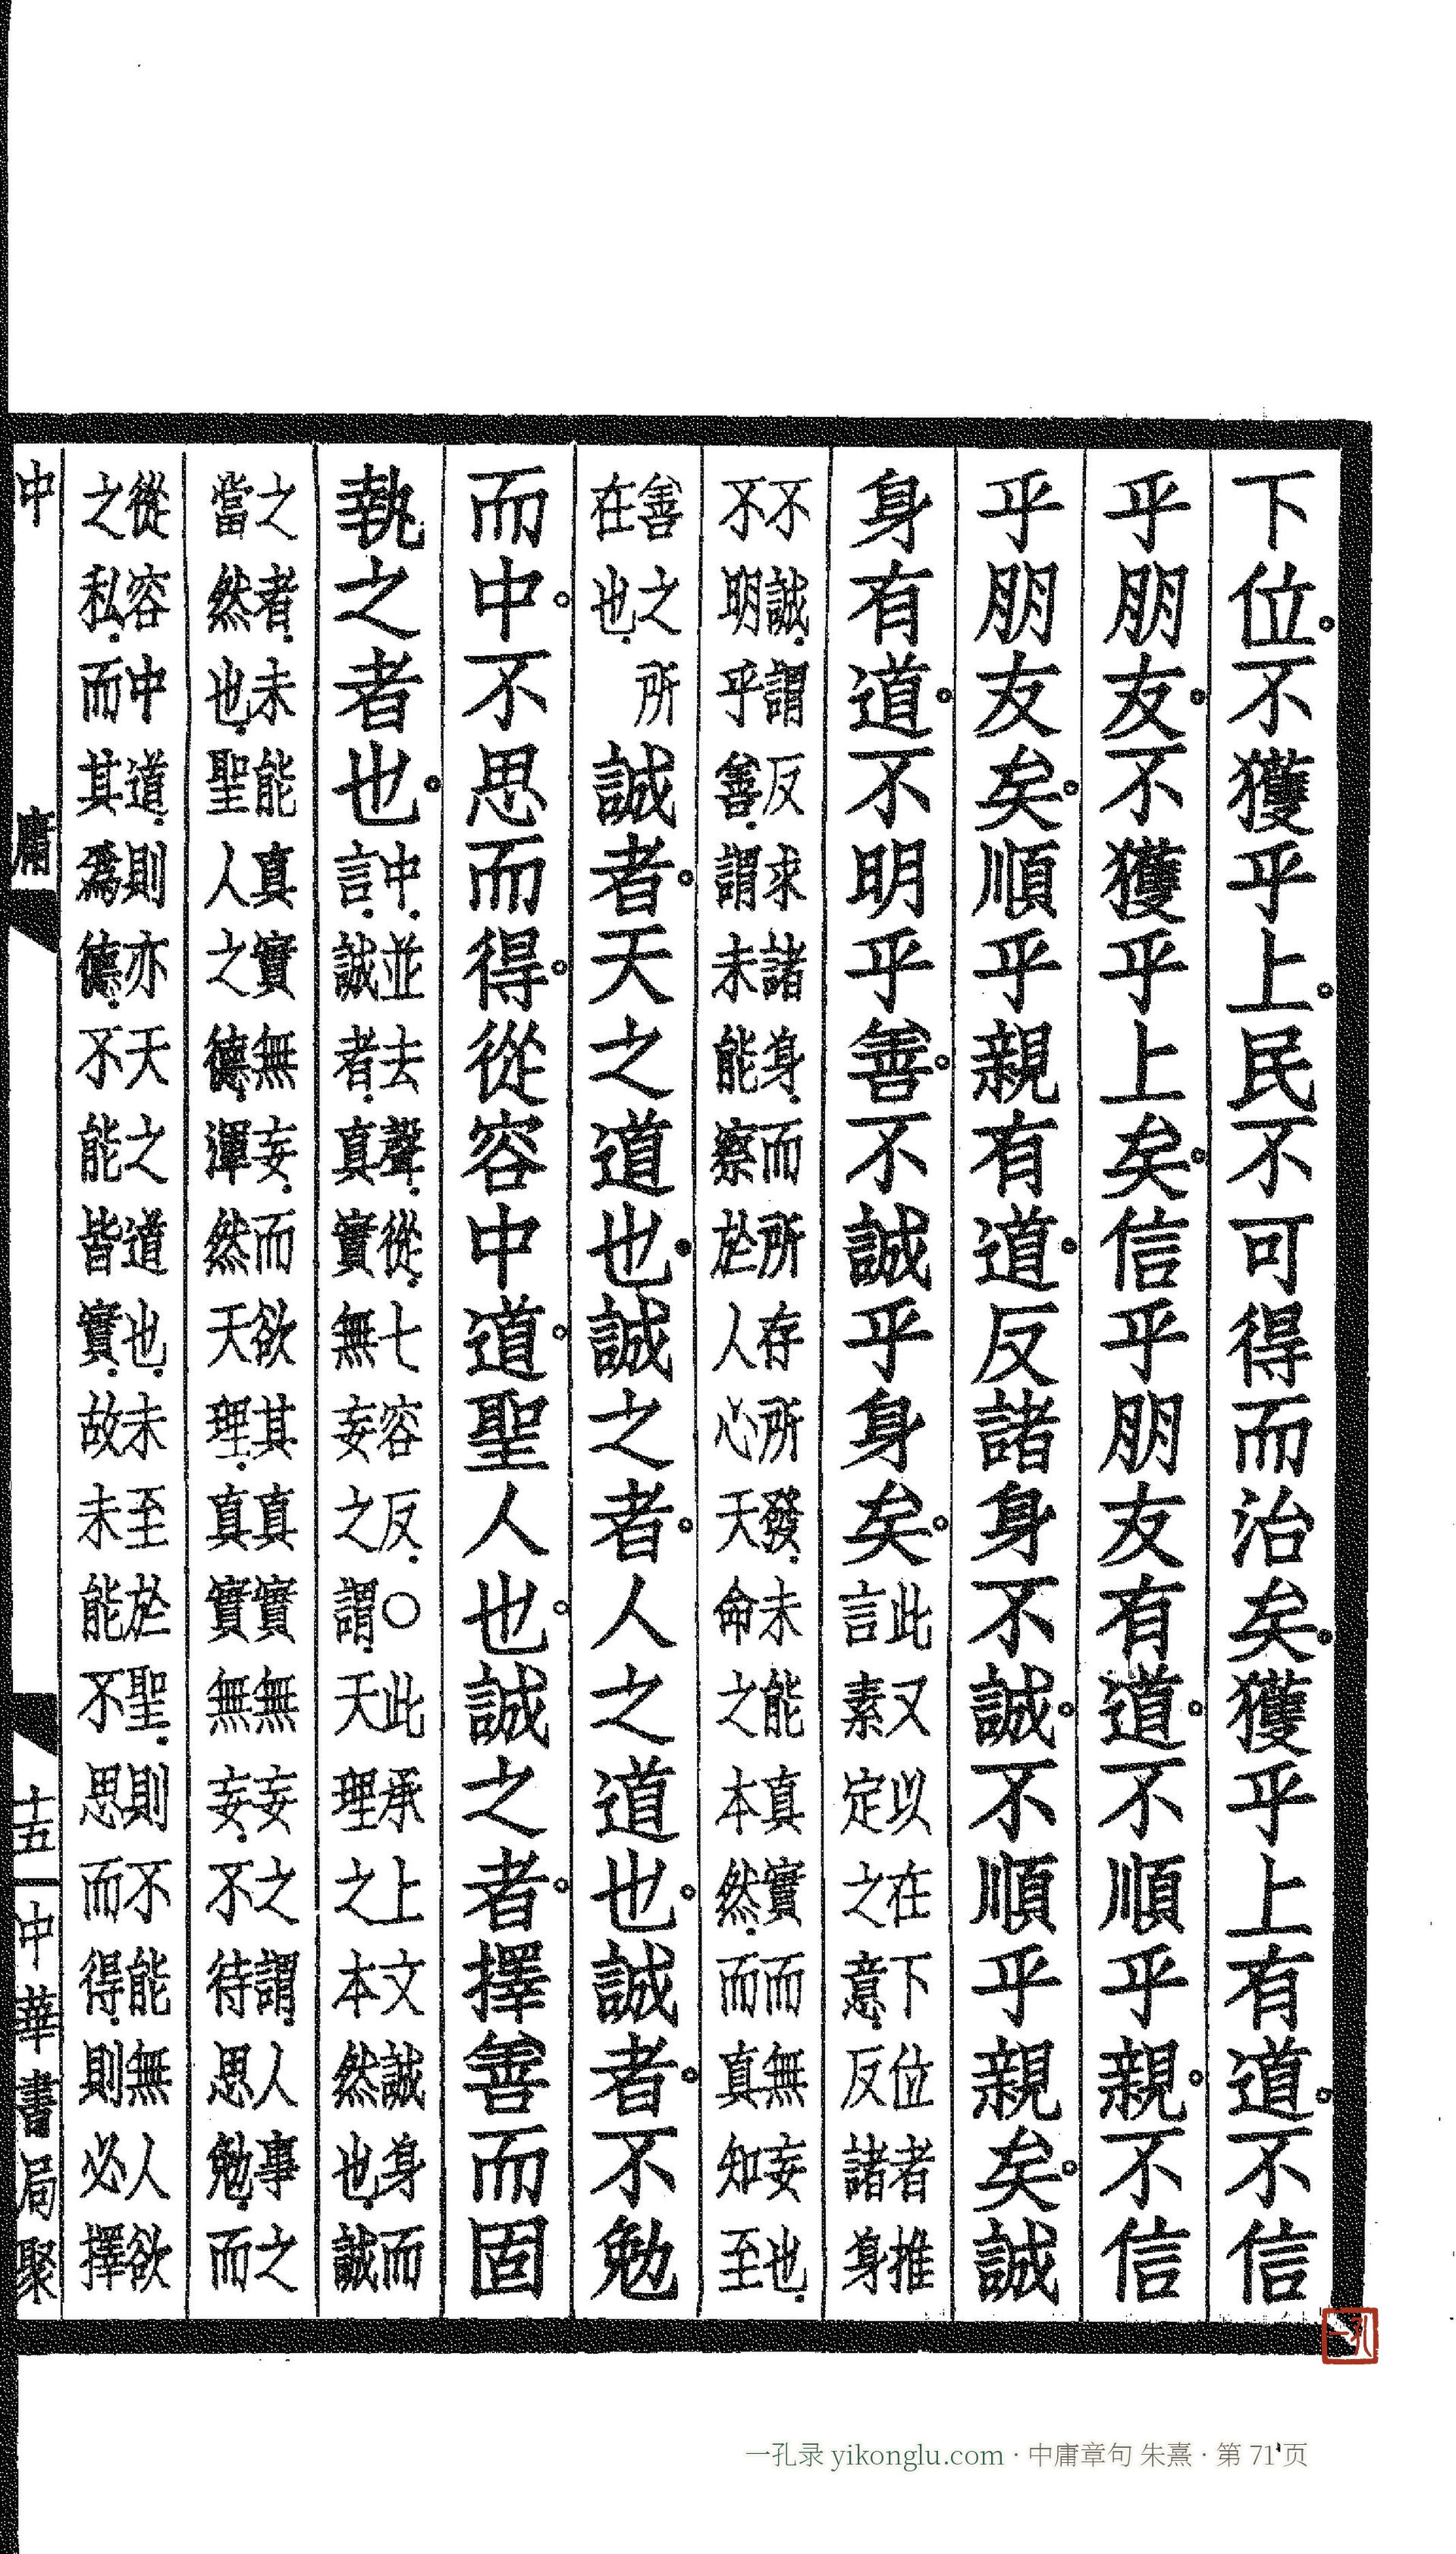 下位。不獲乎上。民不可得而治矣。獲乎上有道。不信
乎朋友。不獲乎上矣。信乎朋友有道。不順乎親。不信
乎朋友矣。順乎親有道。反諸身不誠。不順乎親矣。誠
身有道。不明乎善。不誠乎身矣。此又以在下位者推
言素定之意。反諸身
不誠。謂反求諸身。而所存所發。未能真實而無妄也。
不明乎善。謂未能察於人心天命之本然。而真知至
善之所
在也。
誠者。天之道也。誠之者。人之道也。誠者。不勉
而中。不思而得。從容中道。聖人也。誠之者。擇善而固
執之者也。中。並去聲。從。七容反。○此承上文誠身而
言。誠者。真實無妄之謂。天理之本然也。誠
之者。未能真實無妄。而欲其真實無妄之謂。人事之
當然也。聖人之德。渾然天理。真實無妄。不待思勉。而
從容中道。則亦天之道也。未至於聖。則不能無人欲
之私。而其爲德。不能皆實。故未能不思而得。則必擇
中庸
十五
中華書局聚
一孔
一孔录 yikonglu.com · 中庸章句 朱熹 · 第 71 页